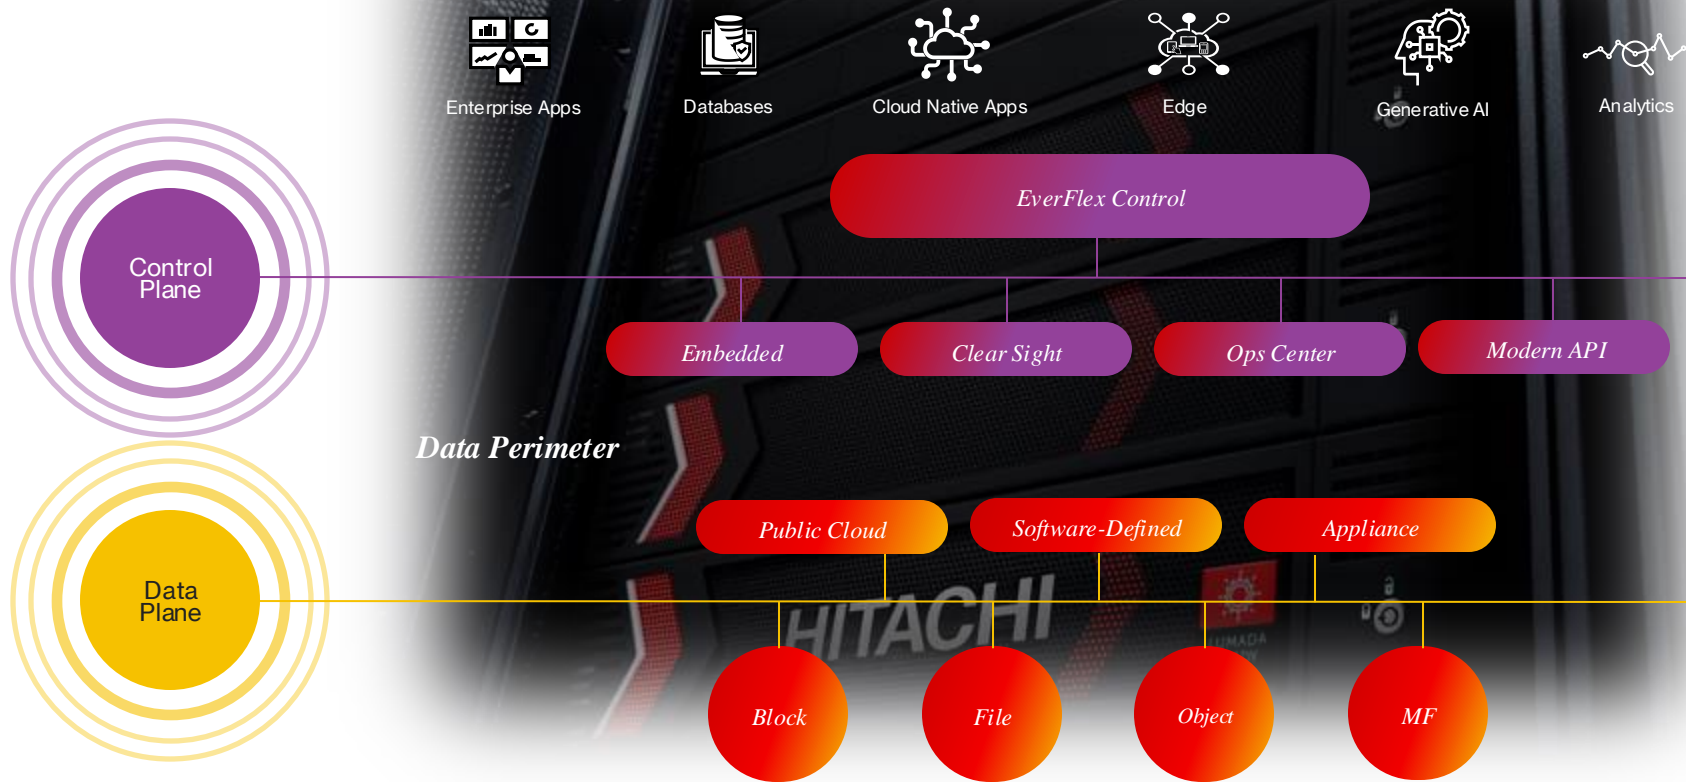 Enterprise Apps
Databases
Cloud Native Apps
Edge
Generative AI
Analytics
EverFlex Control
Control
Plane
Embedded
Clear Sight
Ops Center
Modern API
Data Perimeter
Public Cloud
Software-Defined
Appliance
Data
Plane
HITACHI
Block
File
Object
MF